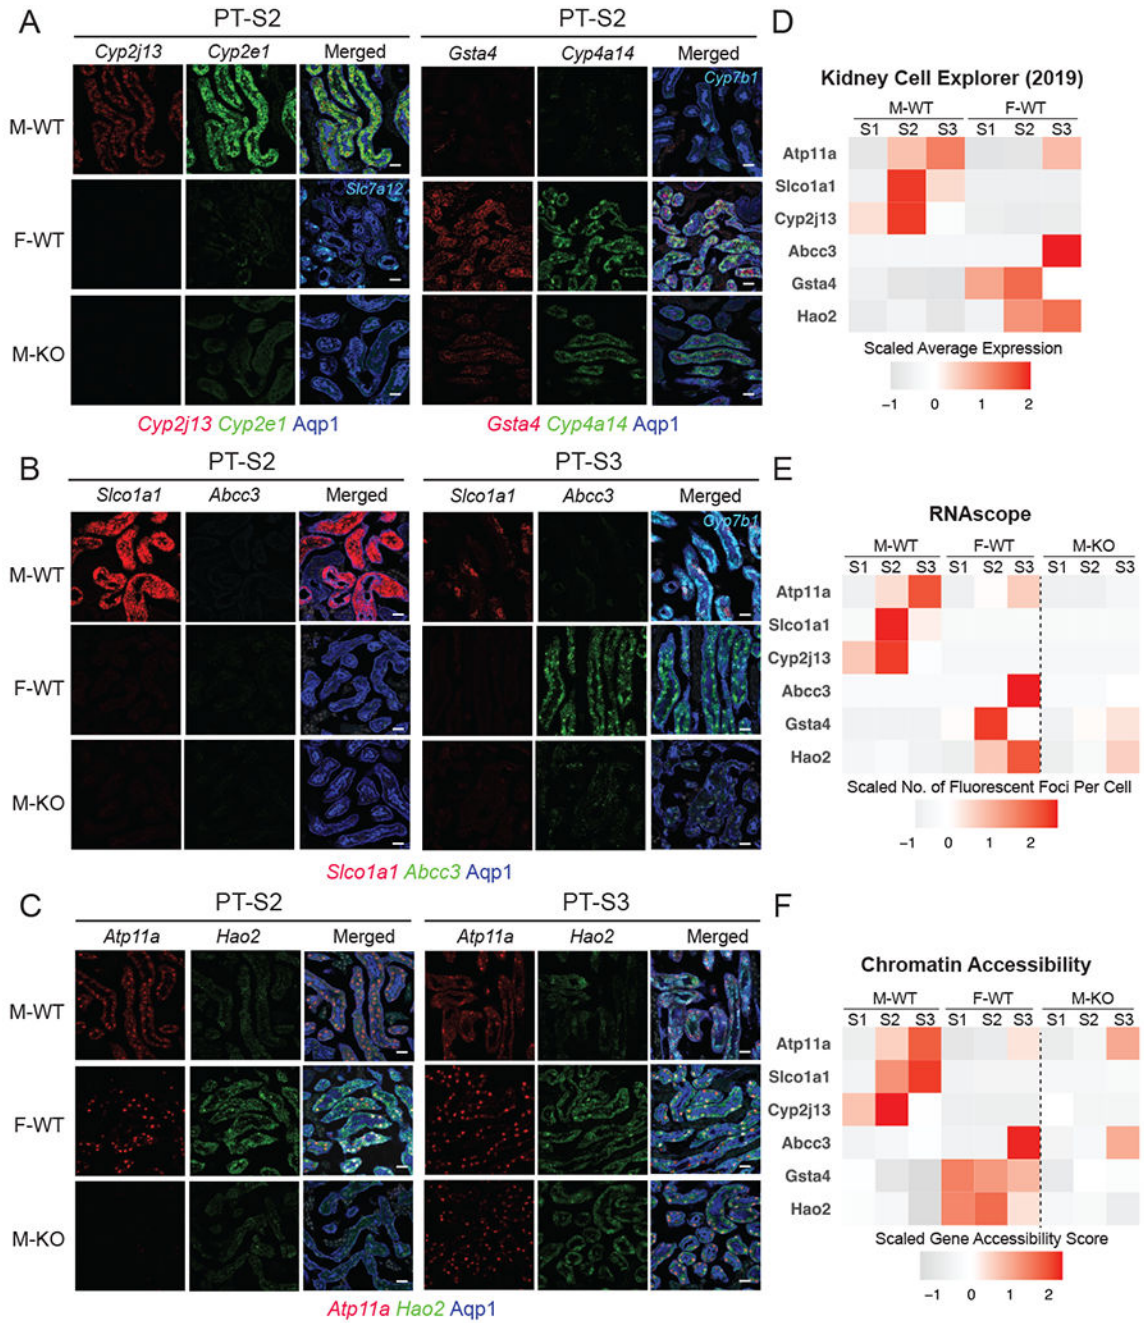 A
PT-S2
PT-S2
Cyp2j13 Cyp2e1 Merged
Gsta4 Cyp4a14 Merged
M-WT
Cyp7b1
F-WT
Slc7a12
M-KO
Cyp2j13 Cyp2e1 Aqp1
Gsta4 Cyp4a14 Aqp1
B
PT-S2
PT-S3
Slco1a1 Abcc3 Merged
Slco1a1 Abcc3 Merged
M-WT
Cyp7b1
F-WT
M-KO
Slco1a1 Abcc3 Aqp1
C
PT-S2
PT-S3
Atp11a Hao2 Merged
Atp11a Hao2 Merged
M-WT
F-WT
M-KO
Atp11a Hao2 Aqp1
D
Kidney Cell Explorer (2019)
M-WT F-WT
S1 S2 S3 S1 S2 S3
Atp11a
Slco1a1
Cyp2j13
Abcc3
Gsta4
Hao2
Scaled Average Expression
−1 0 1 2
E
RNAscope
M-WT F-WT M-KO
S1 S2 S3 S1 S2 S3 S1 S2 S3
Atp11a
Slco1a1
Cyp2j13
Abcc3
Gsta4
Hao2
Scaled No. of Fluorescent Foci Per Cell
−1 0 1 2
F
Chromatin Accessibility
M-WT F-WT M-KO
S1 S2 S3 S1 S2 S3 S1 S2 S3
Atp11a
Slco1a1
Cyp2j13
Abcc3
Gsta4
Hao2
Scaled Gene Accessibility Score
−1 0 1 2